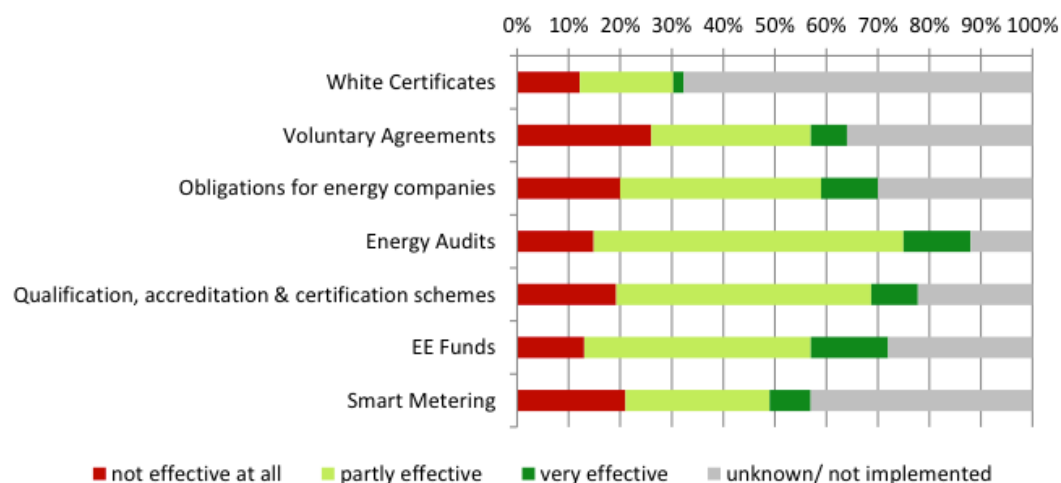 0% 10% 20% 30% 40% 50% 60% 70% 80% 90% 100%
White Certificates
Voluntary Agreements
Obligations for energy companies
Energy Audits
Qualification, accreditation & certification schemes
EE Funds
Smart Metering
not effective at all partly effective very effective unknown/ not implemented